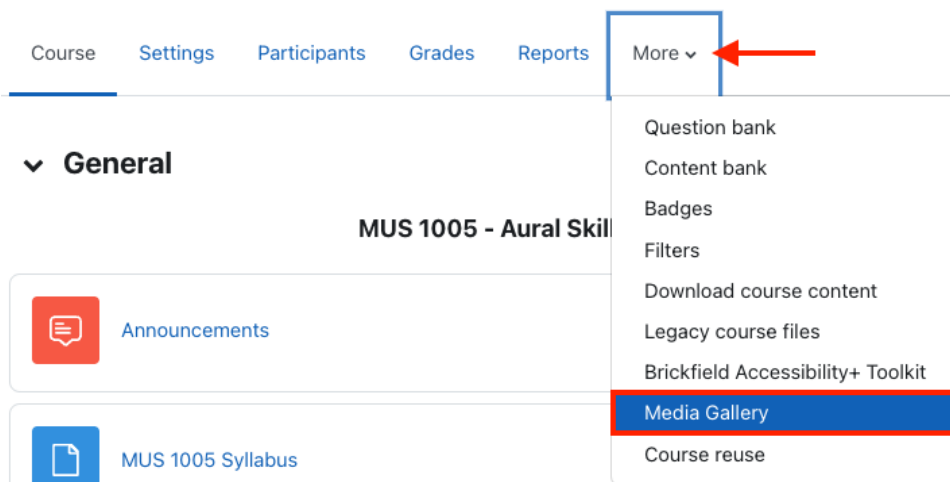 Course Settings Participants Grades Reports More
General
MUS 1005 - Aural Skil
Announcements
MUS 1005 Syllabus
Question bank
Content bank
Badges
Filters
Download course content
Legacy course files
Brickfield Accessibility+ Toolkit
Media Gallery
Course reuse